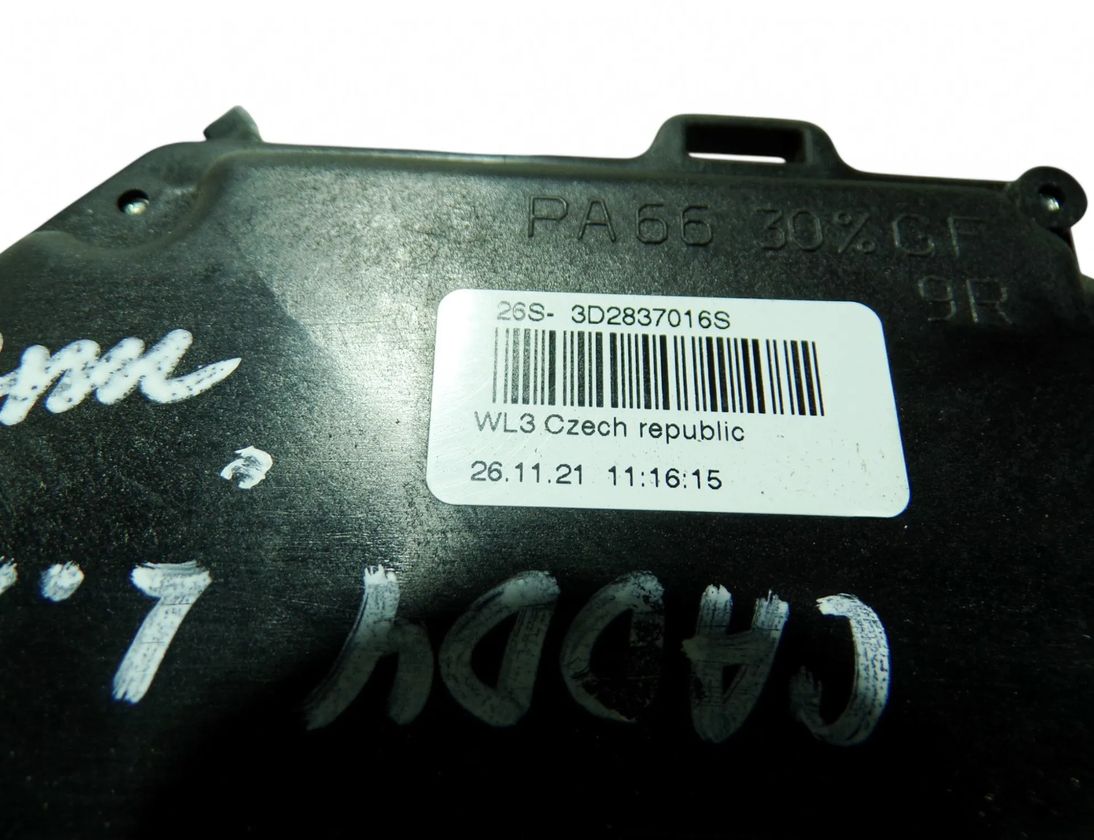 PA66 30%GF
9R
26S- 3D2837016S
WL3 Czech republic
26.11.21 11:16:15
CADDY